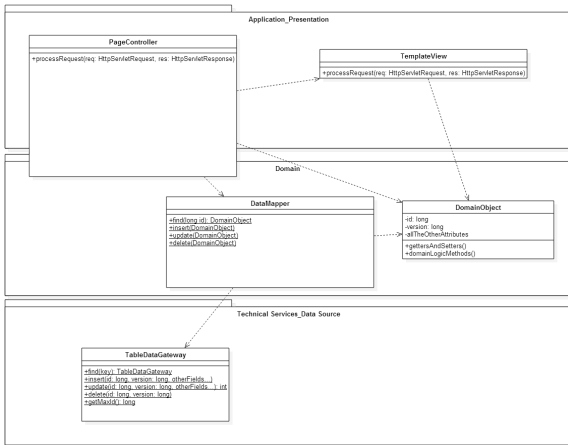 Application_Presentation
PageController
+processRequest(req: HttpServletRequest, res: HttpServletResponse)
TemplateView
+processRequest(req: HttpServletRequest, res: HttpServletResponse)
Domain
DataMapper
+find(long id): DomainObject
+insert(DomainObject)
+update(DomainObject)
+delete(DomainObject)
DomainObject
-id: long
-version: long
-allTheOtherAttributes
+gettersAndSetters()
+domainLogicMethods()
Technical Services_Data Source
TableDataGateway
+find(key): TableDataGateway
+insert(id: long, version: long, otherFields...)
+update(id: long, version: long, otherFields...): int
+delete(id: long, version: long)
+getMaxId(): long